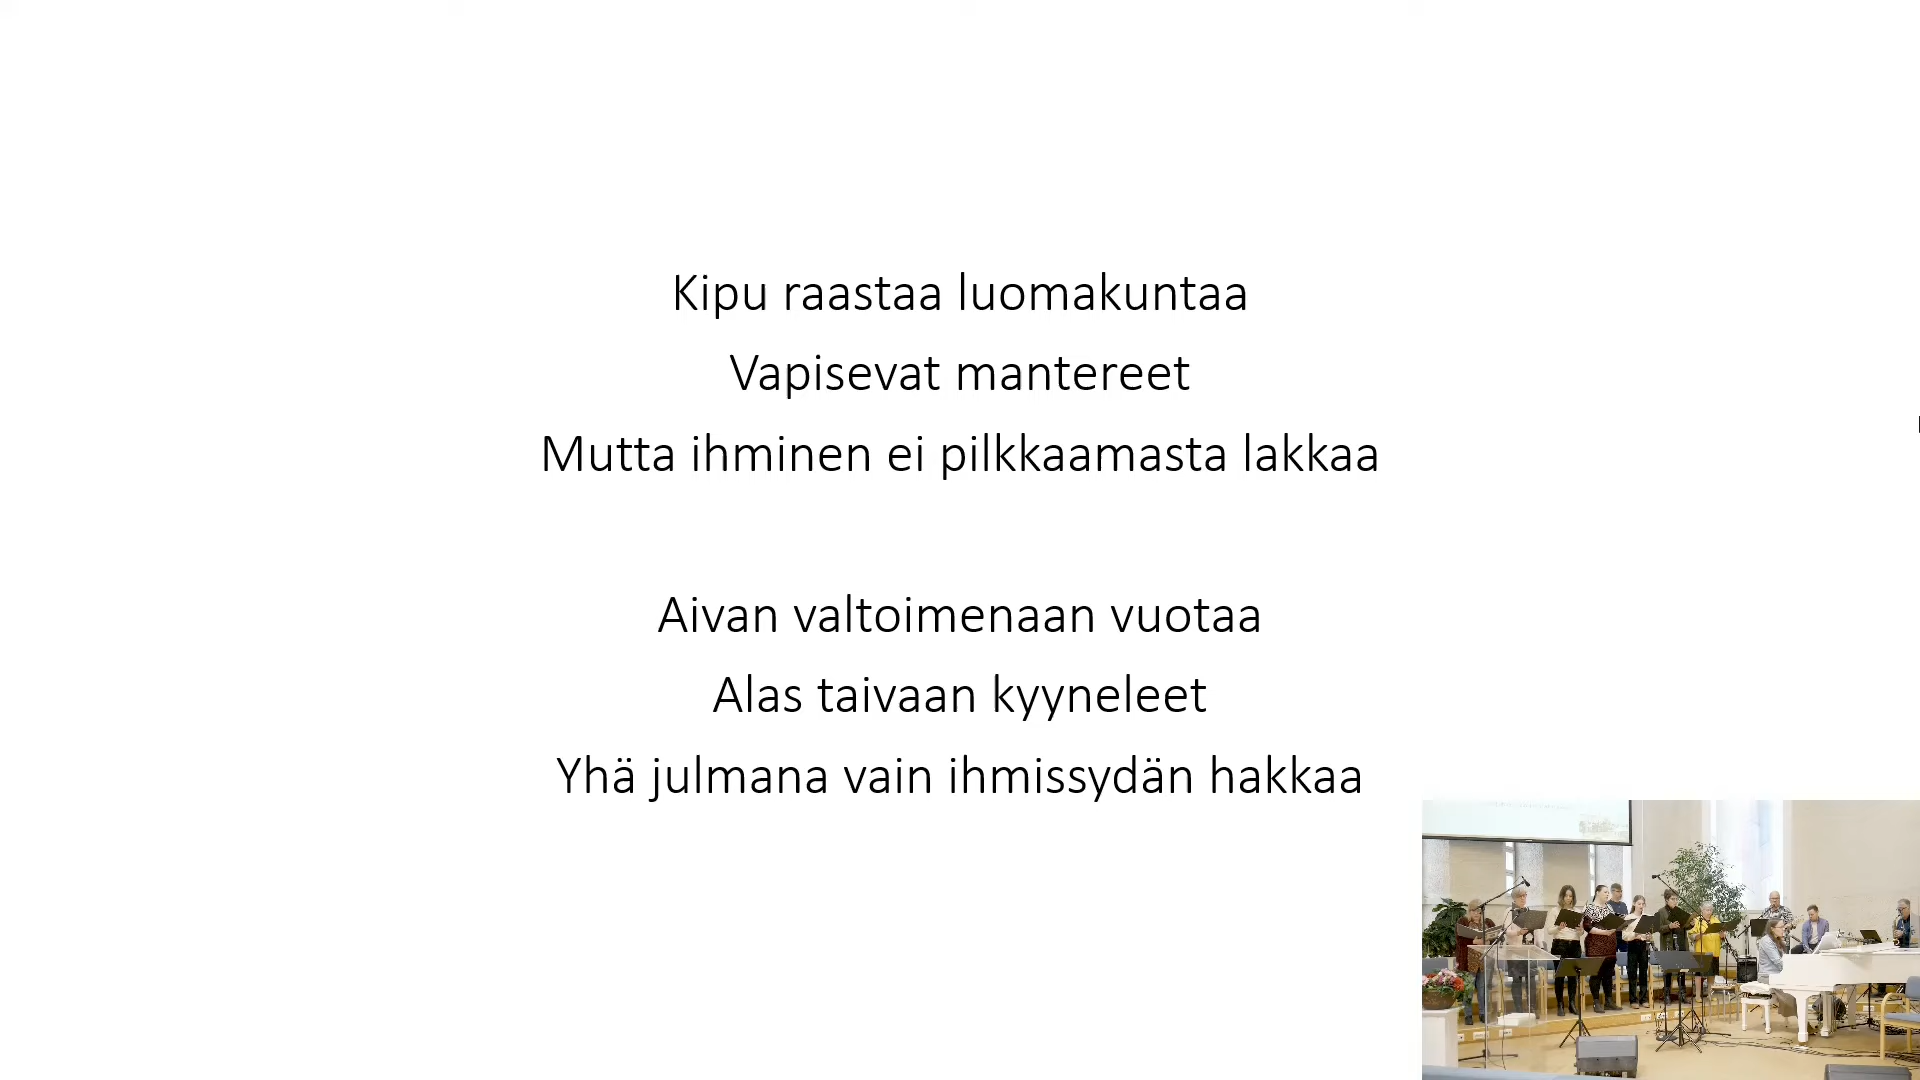 Kipu raastaa luomakuntaa
Vapisevat mantereet
Mutta ihminen ei pilkkaamasta lakkaa
Aivan valtoimenaan vuotaa
Alas taivaan kyyneleet
Yhä julmana vain ihmissydän hakkaa